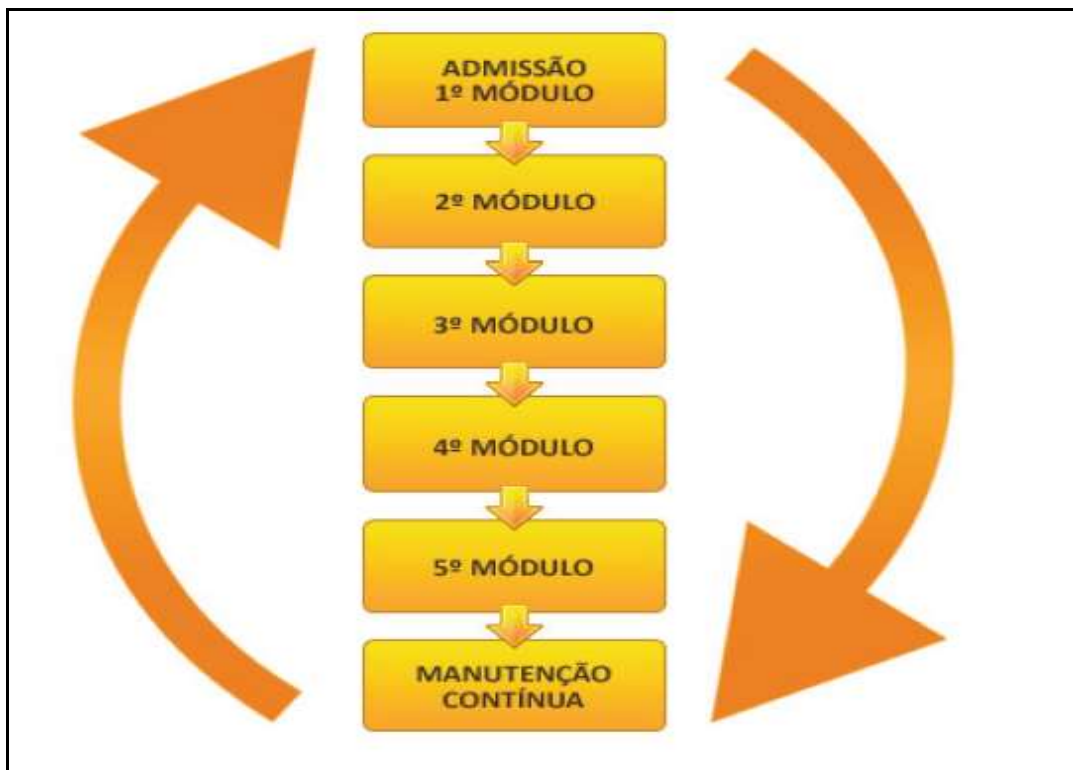 ADMISSÃO
1º MÓDULO
2º MÓDULO
3º MÓDULO
4º MÓDULO
5º MÓDULO
MANUTENÇÃO
CONTÍNUA